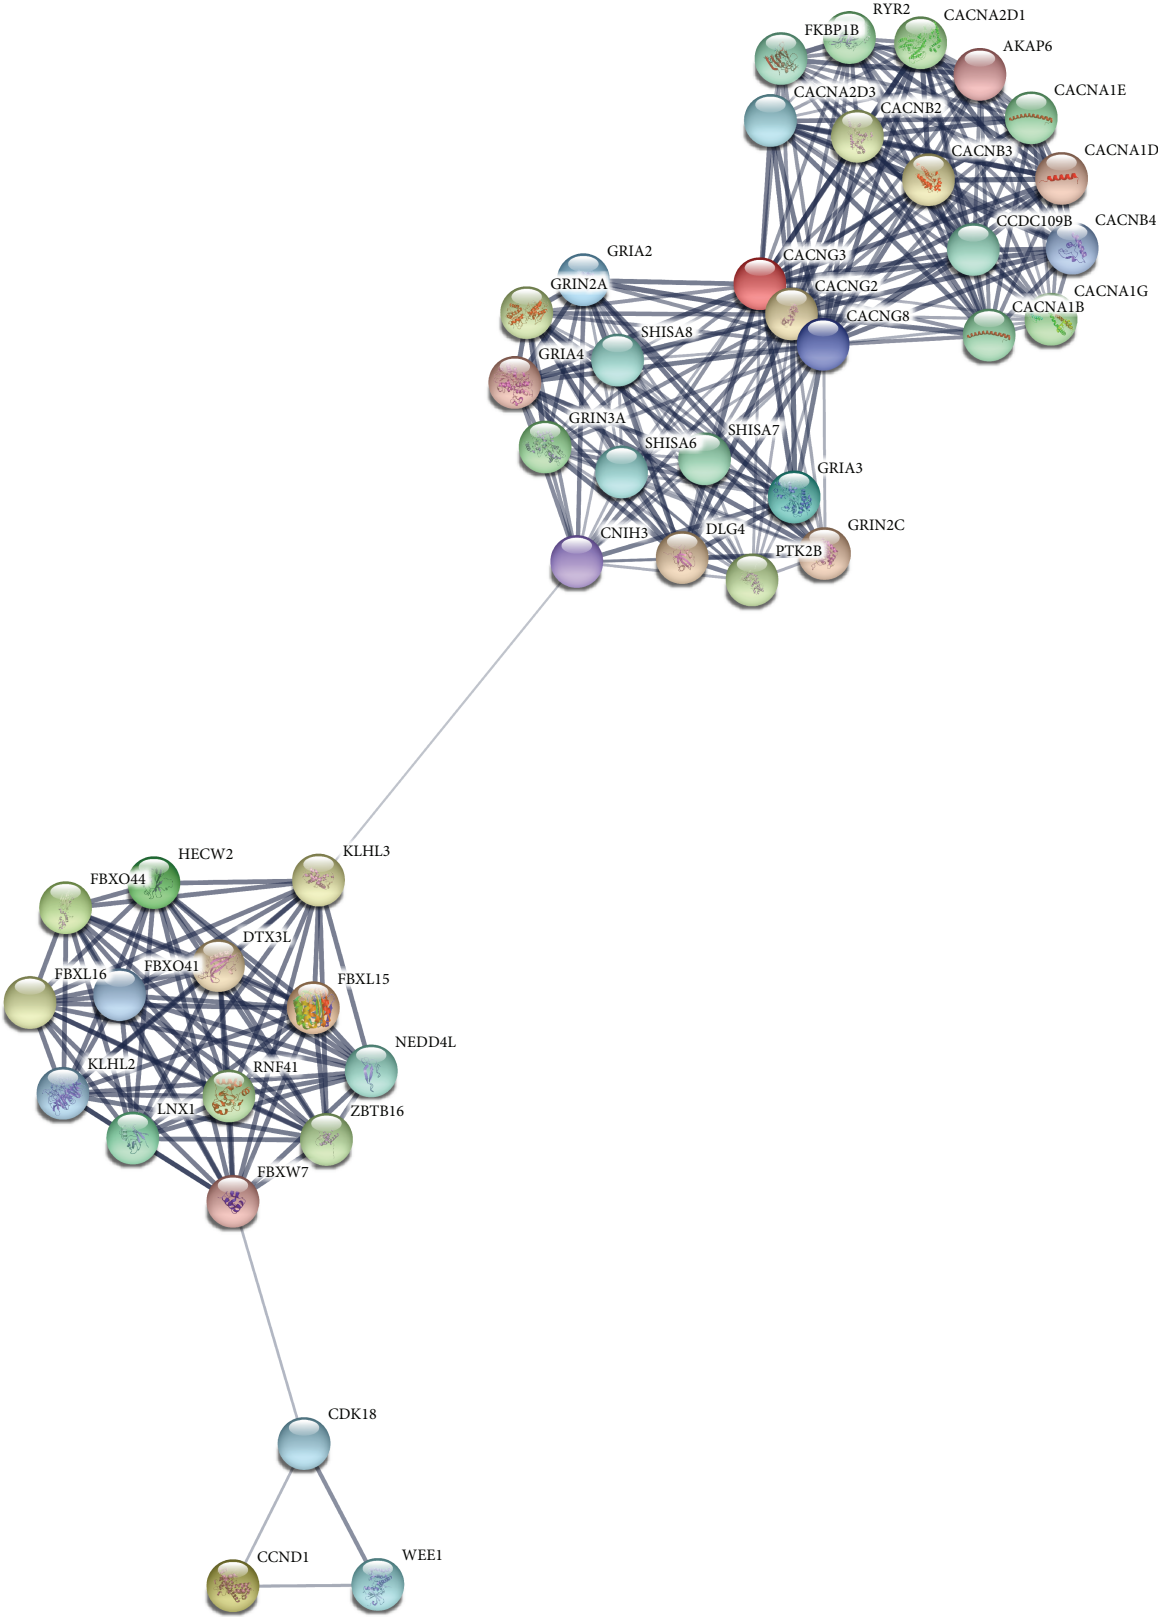 RYR2
CACNA2D1
FKBP1B
AKAP6
CACNA2D3
CACNA1E
CACNB2
CACNB3
CACNA1D
CCDC109B
CACNB4
GRIA2
CACNG3
GRIN2A
CACNG2
CACNA1G
CACNA1B
CACNG8
SHISA8
GRIA4
GRIN3A
SHISA7
SHISA6
GRIA3
GRIN2C
DLG4
CNIH3
PTK2B
KLHL3
HECW2
FBXO44
DTX3L
FBXO41
FBXL16
FBXL15
NEDD4L
KLHL2
RNF41
LNX1
ZBTB16
FBXW7
CDK18
CCND1
WEE1